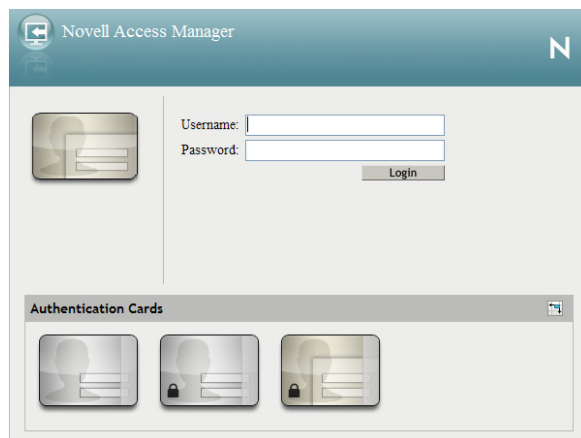 Novell Access Manager
N
Username:
Password:
Login
Authentication Cards